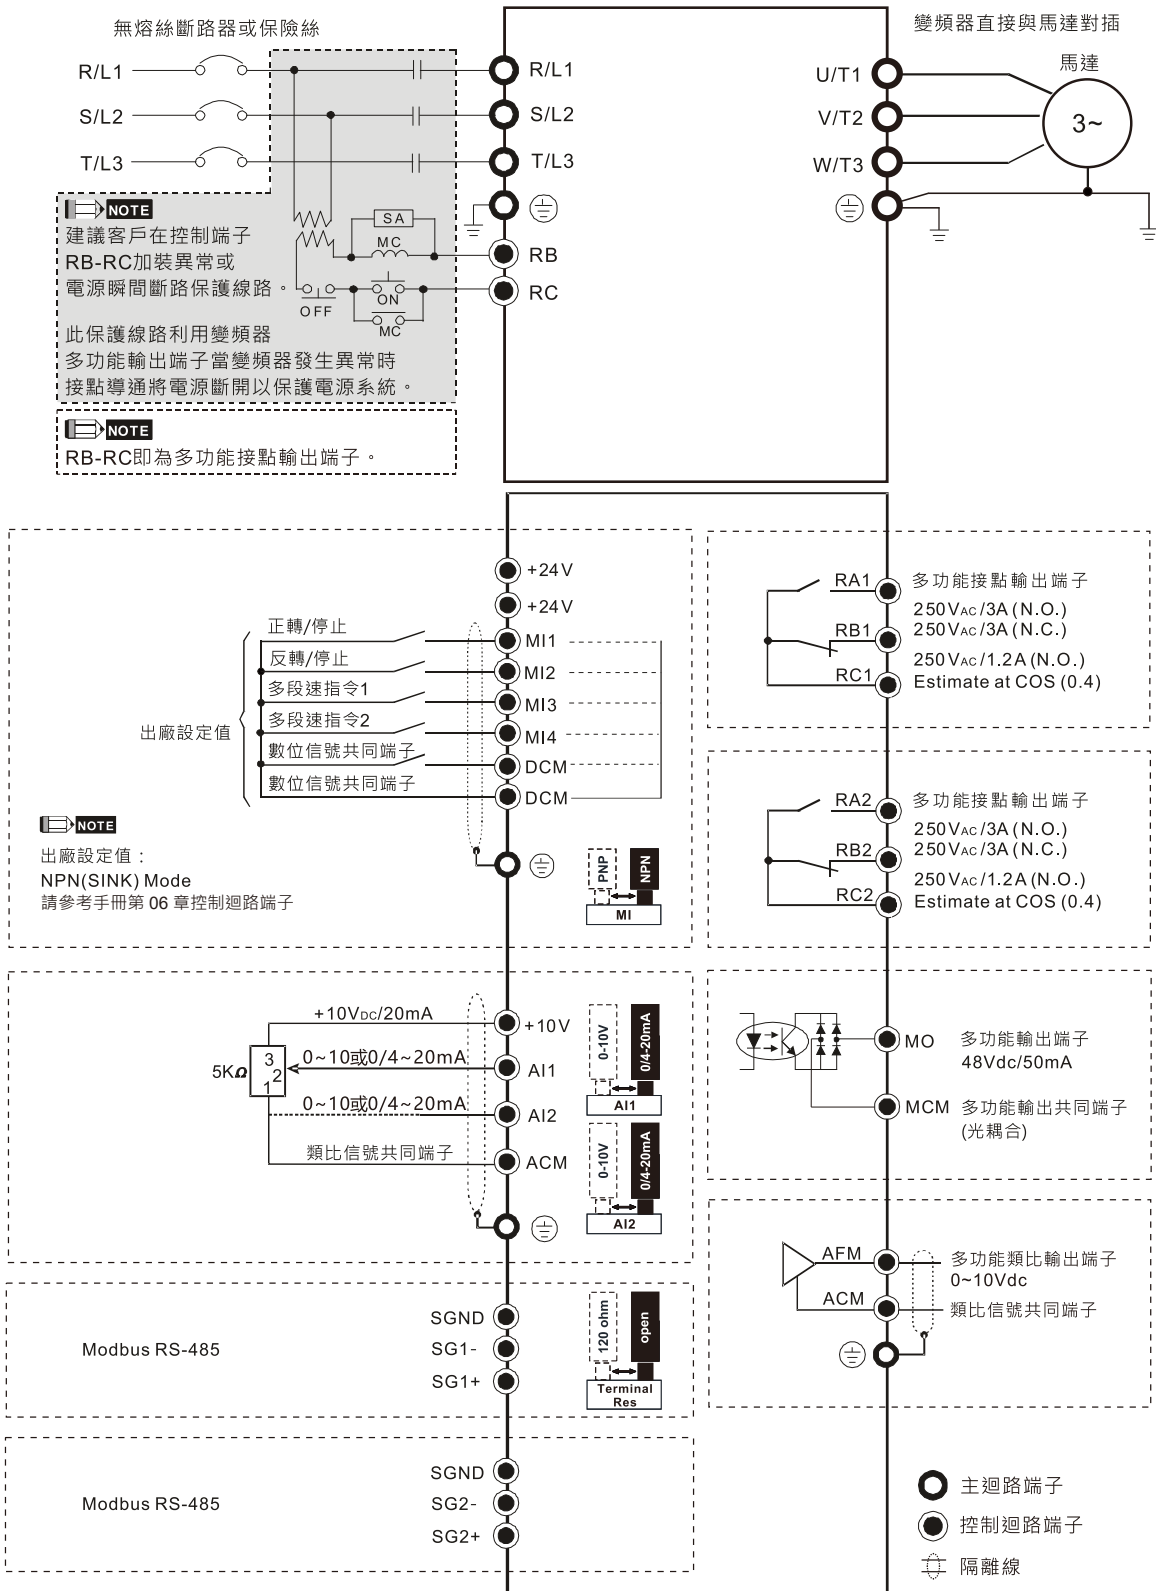 無熔絲斷路器或保險絲
R/L1
S/L2
T/L3
NOTE
建議客戶在控制端子
RB-RC加裝異常或
電源瞬間斷路保護線路。
此保護線路利用變頻器
多功能輸出端子當變頻器發生異常時
接點導通將電源斷開以保護電源系統。
SA
MC
OFF
ON
MC
NOTE
RB-RC即為多功能接點輸出端子。
R/L1
S/L2
T/L3
RB
RC
變頻器直接與馬達對插
馬達
U/T1
V/T2
W/T3
3~
+24V
+24V
正轉/停止
MI1
反轉/停止
MI2
多段速指令1
MI3
多段速指令2
MI4
數位信號共同端子
DCM
數位信號共同端子
DCM
出廠設定值
NOTE
出廠設定值：
NPN(SINK) Mode
請參考手冊第 06 章控制迴路端子
PNP
NPN
MI
RA1
RB1
RC1
多功能接點輸出端子
250VAC/3A (N.O.)
250VAC/3A (N.C.)
250VAC/1.2A (N.O.)
Estimate at COS (0.4)
RA2
RB2
RC2
多功能接點輸出端子
250VAC/3A (N.O.)
250VAC/3A (N.C.)
250VAC/1.2A (N.O.)
Estimate at COS (0.4)
+10VDC/20mA
+10V
5KΩ
3
2
1
0~10或0/4~20mA
AI1
0~10或0/4~20mA
AI2
類比信號共同端子
ACM
0-10V
0/4-20mA
AI1
0-10V
0/4-20mA
AI2
MO
多功能輸出端子
48Vdc/50mA
MCM
多功能輸出共同端子
(光耦合)
AFM
多功能類比輸出端子
0~10Vdc
ACM
類比信號共同端子
Modbus RS-485
SGND
SG1-
SG1+
120 ohm
open
Terminal
Res
Modbus RS-485
SGND
SG2-
SG2+
主迴路端子
控制迴路端子
隔離線